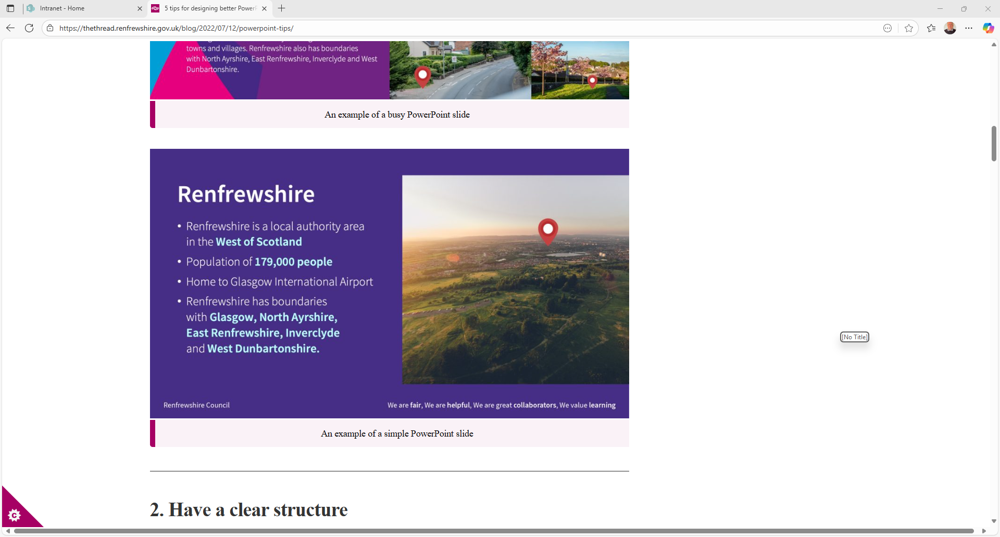 Intranet - Home
5 tips for designing better PowerP
https://thethread.renfrewshire.gov.uk/blog/2022/07/12/powerpoint-tips/
towns and villages. Renfrewshire also has boundaries
with North Ayrshire, East Renfrewshire, Inverclyde and West
Dunbartonshire.
An example of a busy PowerPoint slide
Renfrewshire
• Renfrewshire is a local authority area
in the West of Scotland
• Population of 179,000 people
• Home to Glasgow International Airport
• Renfrewshire has boundaries
with Glasgow, North Ayrshire,
East Renfrewshire, Inverclyde
and West Dunbartonshire.
[No Title]
Renfrewshire Council
We are fair, We are helpful, We are great collaborators, We value learning
An example of a simple PowerPoint slide
2. Have a clear structure
C